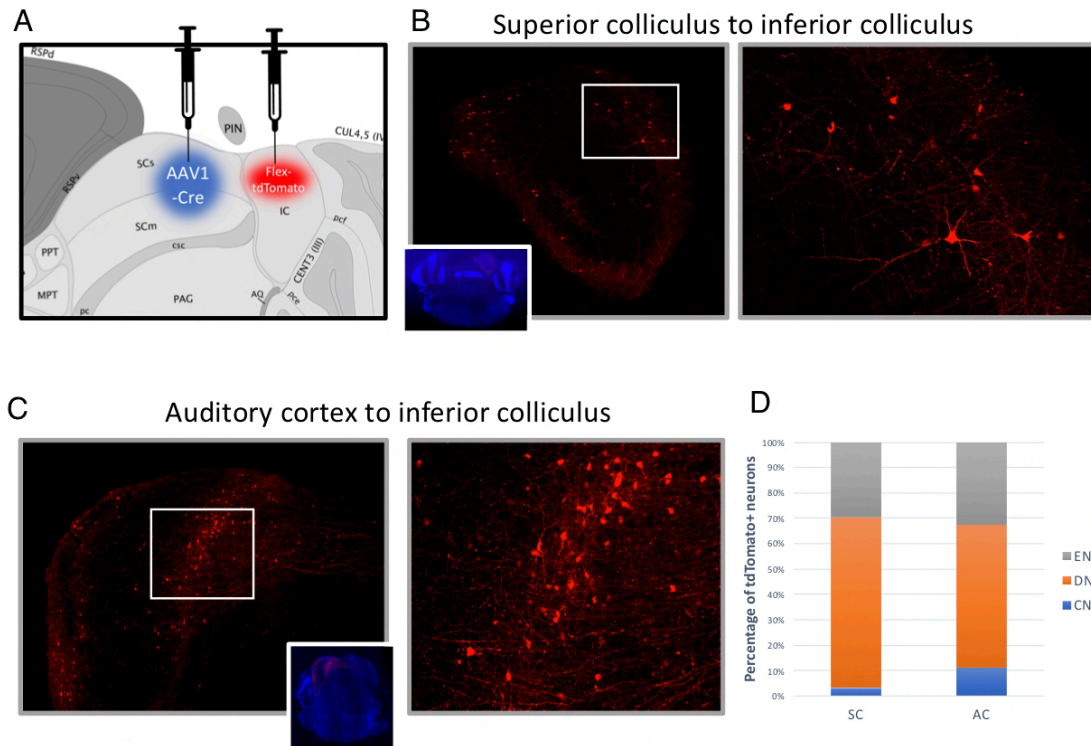 A
RSPd
RSPv
PIN
CUL4,5 (IV
SCs
AAV1
-Cre
Flex-
tdTomato
IC
SCm
csc
pcf
CENT3 (III)
PPT
MPT
pc
PAG
AQ
pce
B
Superior colliculus to inferior colliculus
C
Auditory cortex to inferior colliculus
D
Percentage of tdTomato+ neurons
100%
90%
80%
70%
60%
50%
40%
30%
20%
10%
0%
SC
AC
EN
DN
CN